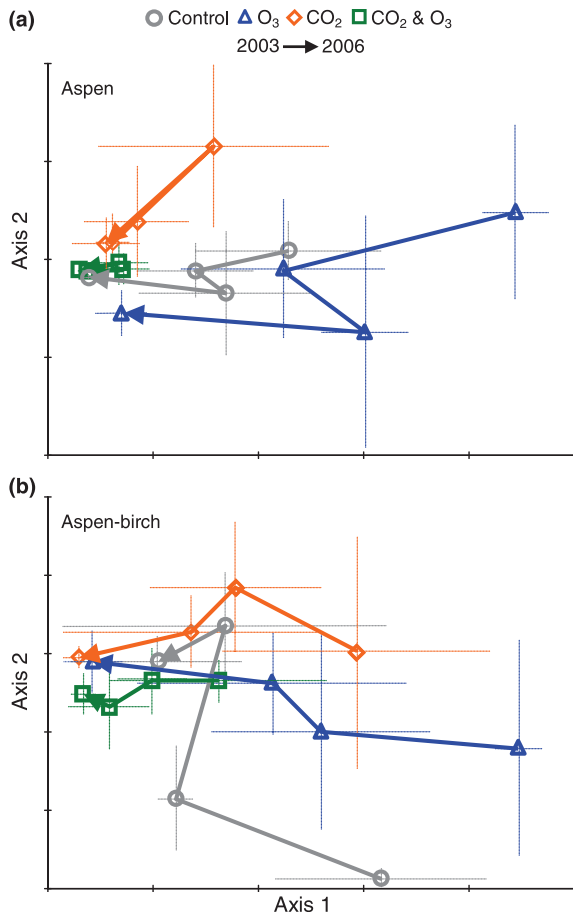 (a)
Control O₃ CO₂ CO₂ & O₃
2003 2006
Aspen
Axis 2
(b)
Aspen-birch
Axis 2
Axis 1